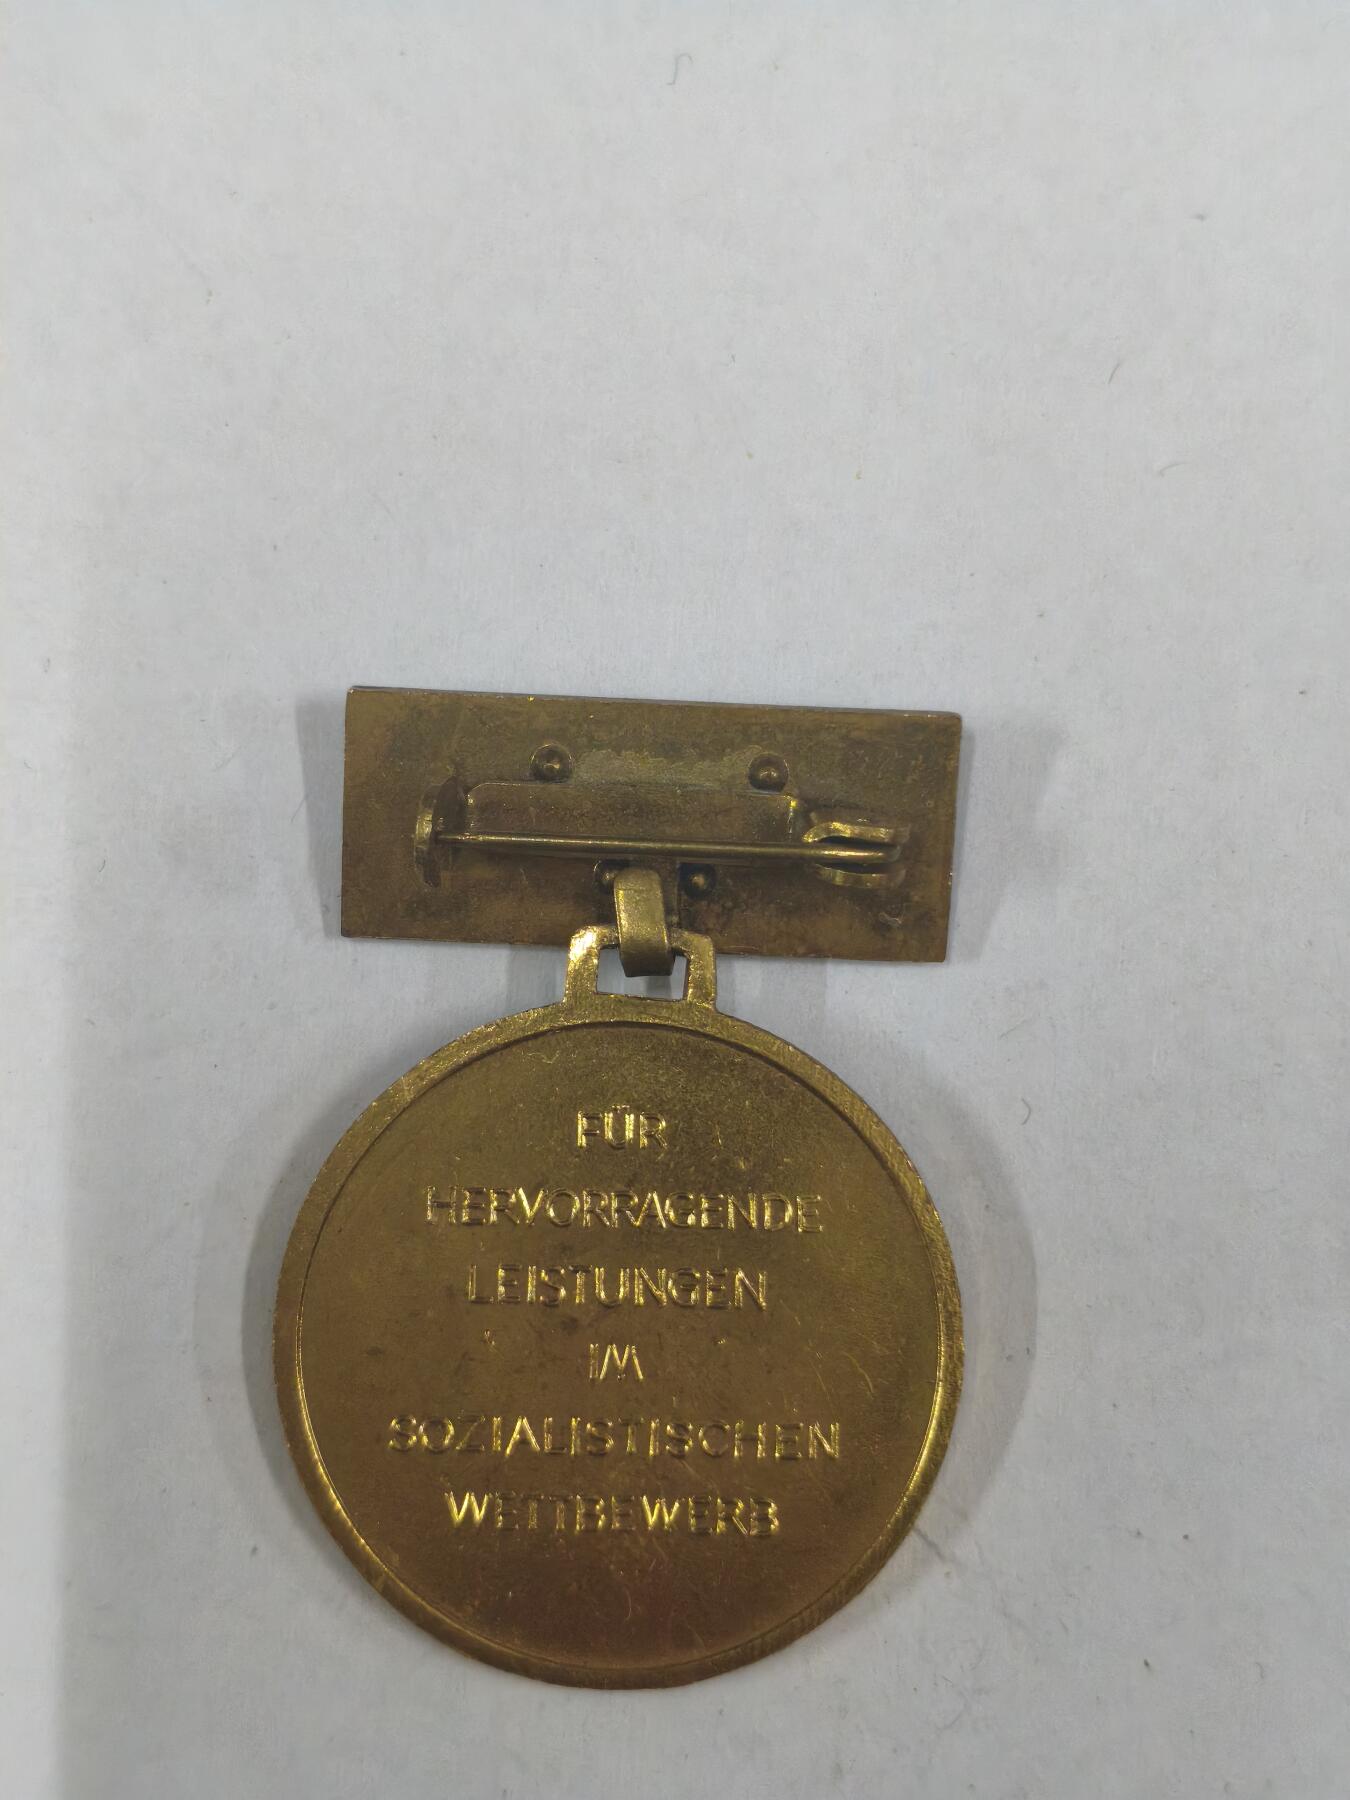 FÜR
HERVORRAGENDE
LEISTUNGEN
IM
SOZIALISTISCHEN
WETTBEWERB